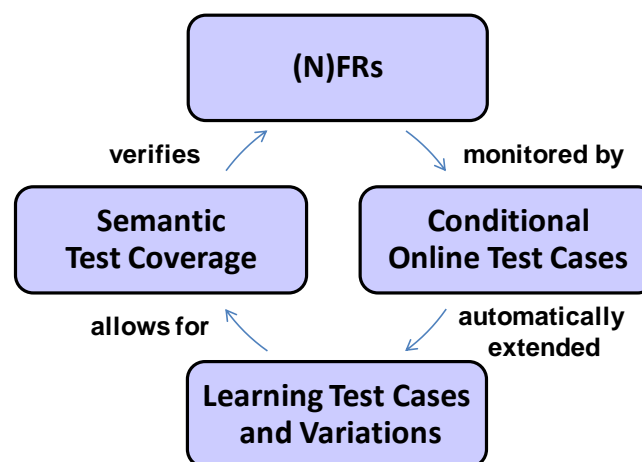 (N)FRs
verifies
monitored by
Semantic
Test Coverage
Conditional
Online Test Cases
allows for
automatically
extended
Learning Test Cases
and Variations